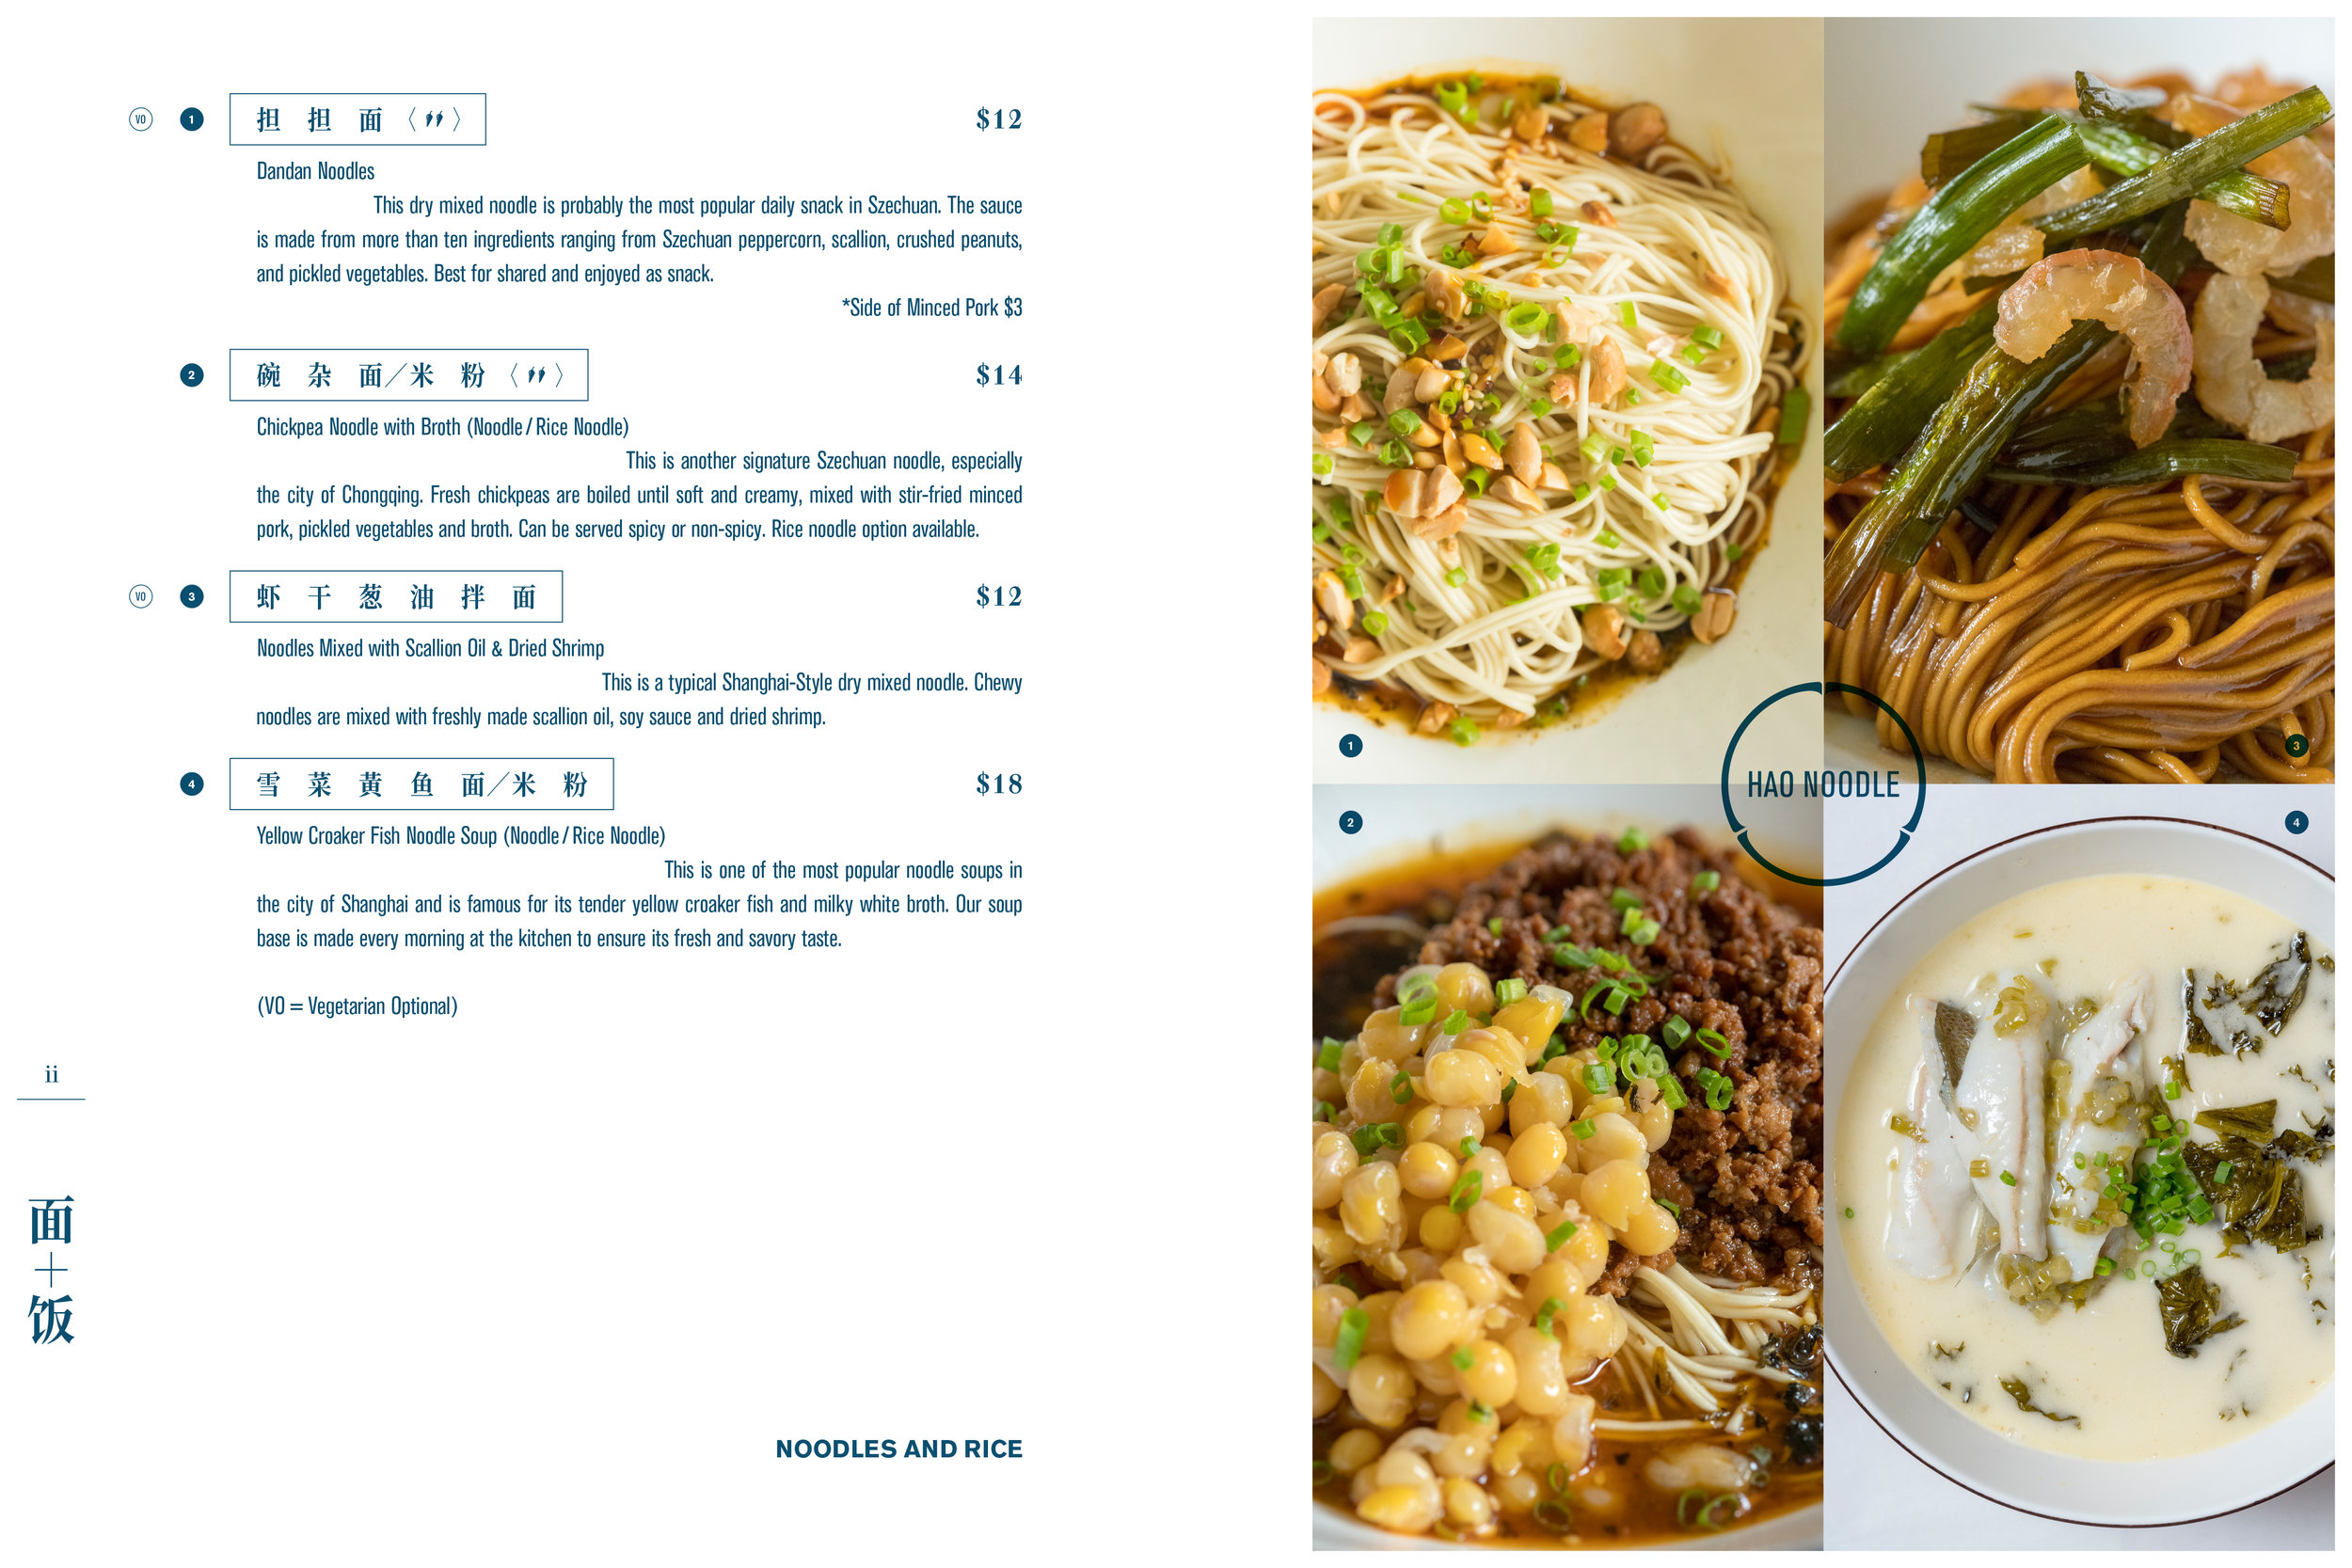 VO 1 担担面〈〉 $12
Dandan Noodles
This dry mixed noodle is probably the most popular daily snack in Szechuan. The sauce
is made from more than ten ingredients ranging from Szechuan peppercorn, scallion, crushed peanuts,
and pickled vegetables. Best for shared and enjoyed as snack.
*Side of Minced Pork $3
2 碗杂面/米粉〈〉 $14
Chickpea Noodle with Broth (Noodle/Rice Noodle)
This is another signature Szechuan noodle, especially
the city of Chongqing. Fresh chickpeas are boiled until soft and creamy, mixed with stir-fried minced
pork, pickled vegetables and broth. Can be served spicy or non-spicy. Rice noodle option available.
VO 3 虾干葱油拌面 $12
Noodles Mixed with Scallion Oil & Dried Shrimp
This is a typical Shanghai-Style dry mixed noodle. Chewy
noodles are mixed with freshly made scallion oil, soy sauce and dried shrimp.
4 雪菜黄鱼面/米粉 $18
Yellow Croaker Fish Noodle Soup (Noodle/Rice Noodle)
This is one of the most popular noodle soups in
the city of Shanghai and is famous for its tender yellow croaker fish and milky white broth. Our soup
base is made every morning at the kitchen to ensure its fresh and savory taste.
(VO = Vegetarian Optional)
ii
面+饭
NOODLES AND RICE
1
3
HAO NOODLE
2
4